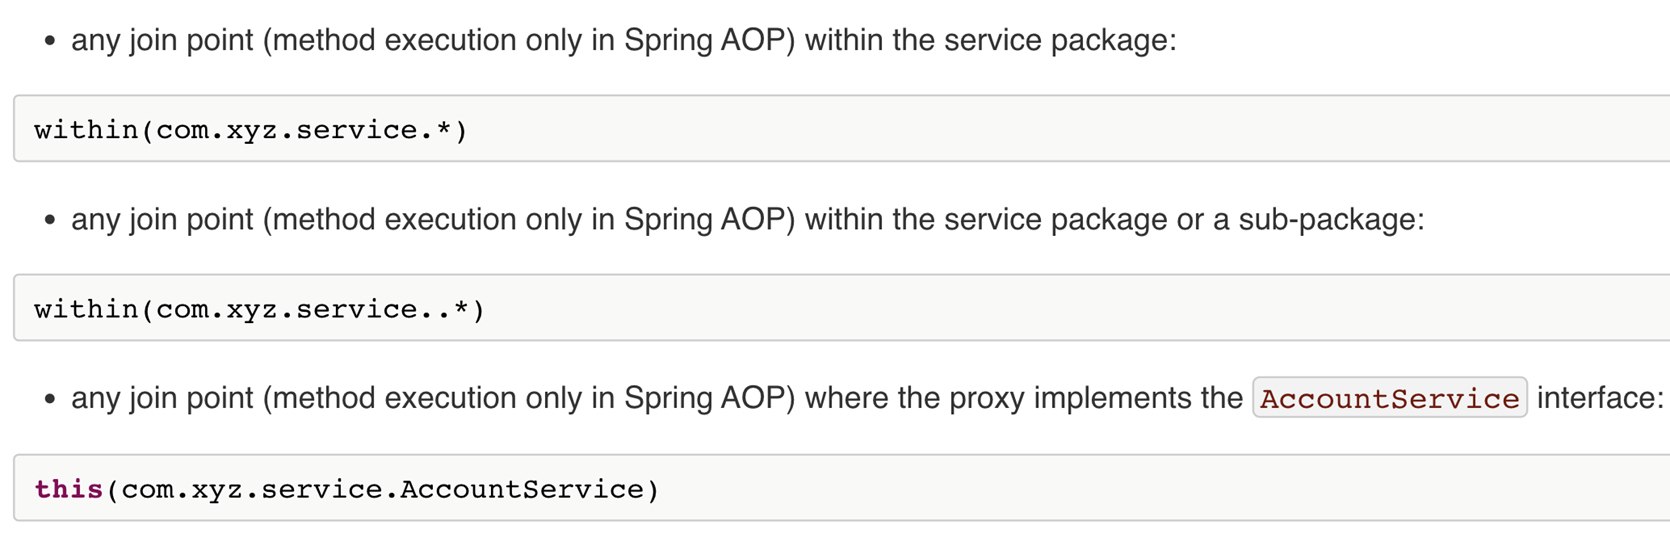 • any join point (method execution only in Spring AOP) within the service package:
within(com.xyz.service.*)
• any join point (method execution only in Spring AOP) within the service package or a sub-package:
within(com.xyz.service..*)
• any join point (method execution only in Spring AOP) where the proxy implements the AccountService interface:
this(com.xyz.service.AccountService)